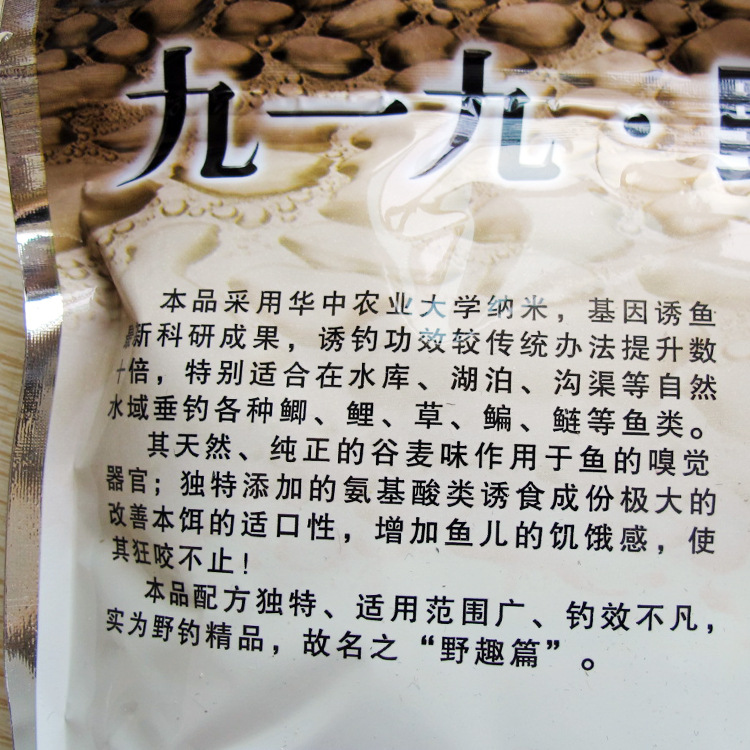 九一九·
本品采用华中农业大学纳米，基因诱鱼
最新科研成果，诱钓功效较传统办法提升数
十倍，特别适合在水库、湖泊、沟渠等自然
水域垂钓各种鲫、鲤、草、鳊、鲢等鱼类。
其天然、纯正的谷麦味作用于鱼的嗅觉
器官；独特添加的氨基酸类诱食成份极大的
改善本饵的适口性，增加鱼儿的饥饿感，使
其狂咬不止！
本品配方独特、适用范围广、钓效不凡，
实为野钓精品，故名之“野趣篇”。